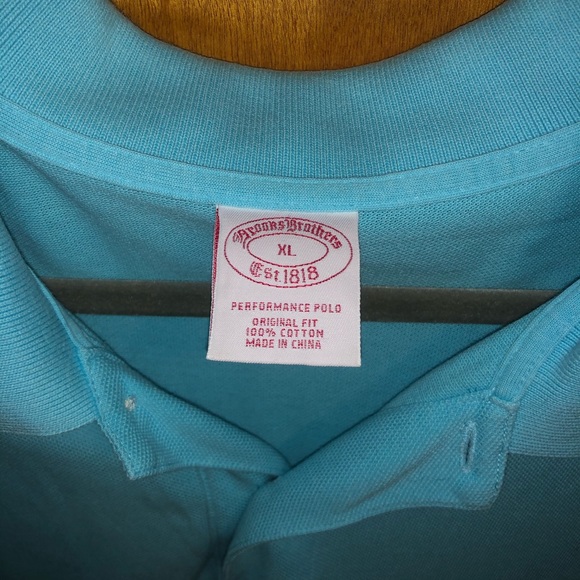 Brooks Brothers
XL
Est. 1818
PERFORMANCE POLO
ORIGINAL FIT
100% COTTON
MADE IN CHINA